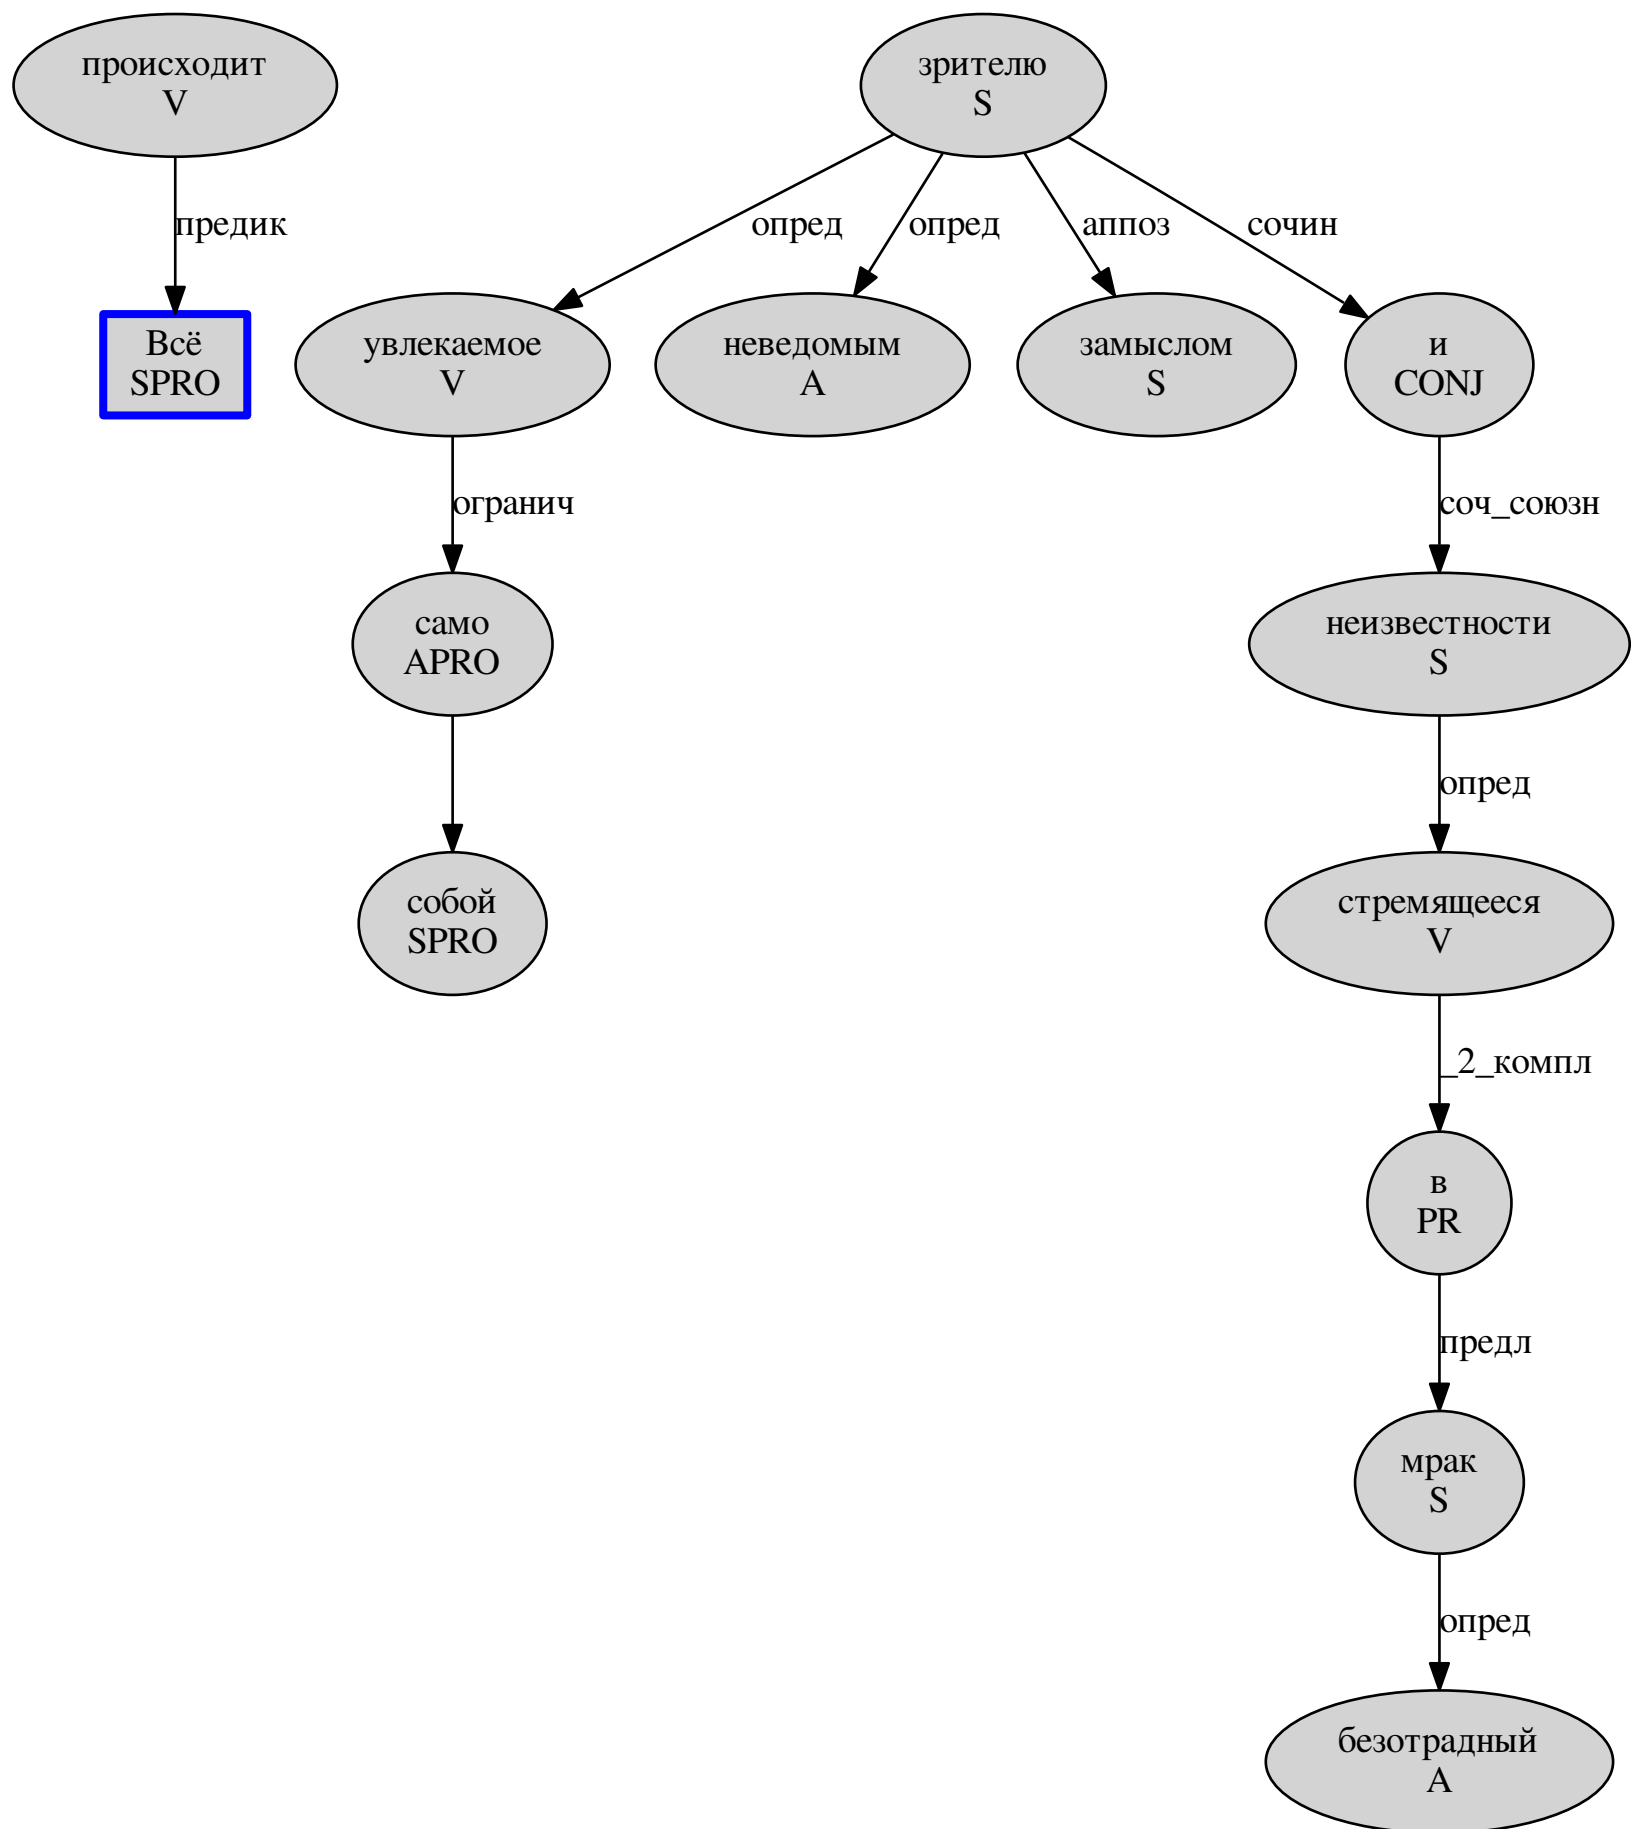 происходит
V
зрителю
S
предик
опред
опред
аппоз
сочин
Всё
SPRO
увлекаемое
V
неведомым
A
замыслом
S
и
CONJ
огранич
соч_союзн
само
APRO
неизвестности
S
опред
собой
SPRO
стремящееся
V
_2_компл
в
PR
предл
мрак
S
опред
безотрадный
A